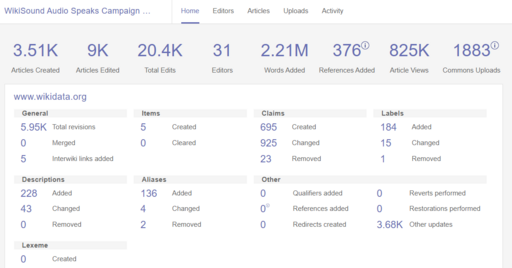 WikiSound Audio Speaks Campaign ... Home Editors Articles Uploads Activity
3.51K 9K 20.4K 31 2.21M 376 825K 1883
Articles Created Articles Edited Total Edits Editors Words Added References Added Article Views Commons Uploads
www.wikidata.org
General Items Claims Labels
5.95K Total revisions 5 Created 695 Created 184 Added
0 Merged 0 Cleared 925 Changed 15 Changed
5 Interwiki links added 23 Removed 1 Removed
Descriptions Aliases Other
228 Added 136 Added 0 Qualifiers added 0 Reverts performed
43 Changed 4 Changed 0 References added 0 Restorations performed
0 Removed 2 Removed 0 Redirects created 3.68K Other updates
Lexeme
0 Created